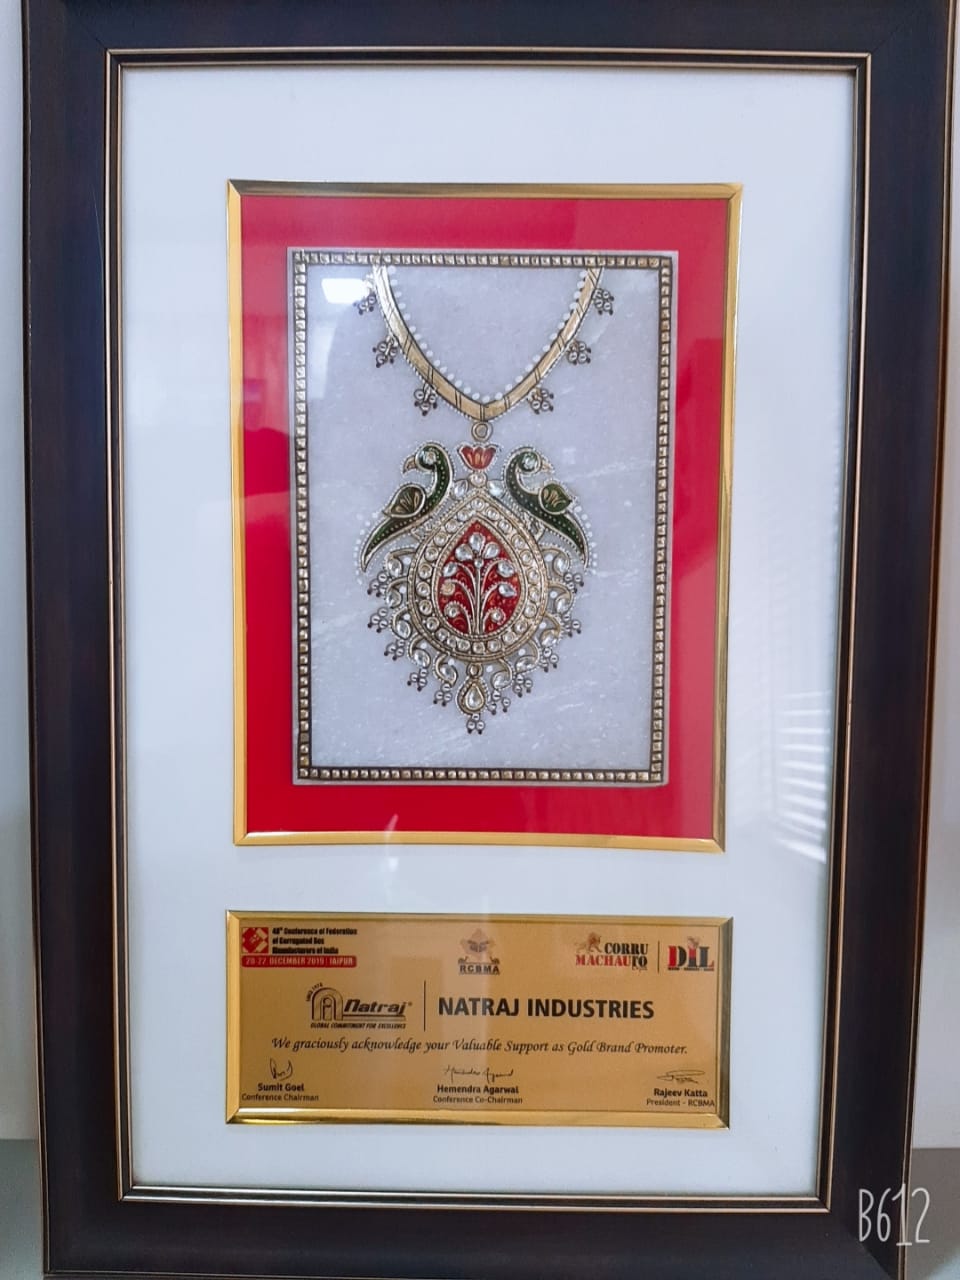 48th Conference of Federation
of Corrugated Box
Manufacturers of India
20-22 DECEMBER 2019 | JAIPUR
RCBMA
CORRU
MACHAUTO
DIL
Natraj®
GLOBAL COMMITMENT FOR EXCELLENCE
NATRAJ INDUSTRIES
We graciously acknowledge your Valuable Support as Gold Brand Promoter.
Sumit Goel
Conference Chairman
Hemendra Agarwal
Conference Co-Chairman
Rajeev Katta
President - RCBMA
B612